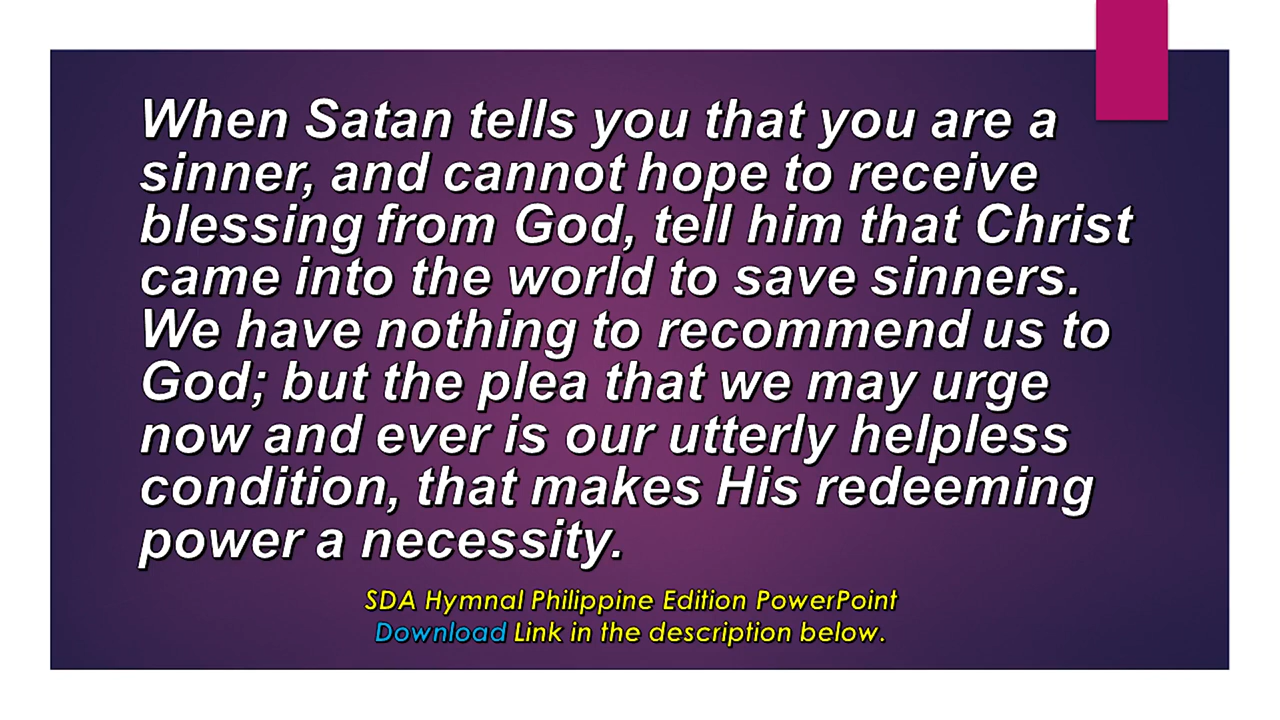 When Satan tells you that you are a
sinner, and cannot hope to receive
blessing from God, tell him that Christ
came into the world to save sinners.
We have nothing to recommend us to
God; but the plea that we may urge
now and ever is our utterly helpless
condition, that makes His redeeming
power a necessity.
SDA Hymnal Philippine Edition PowerPoint
Download Link in the description below.